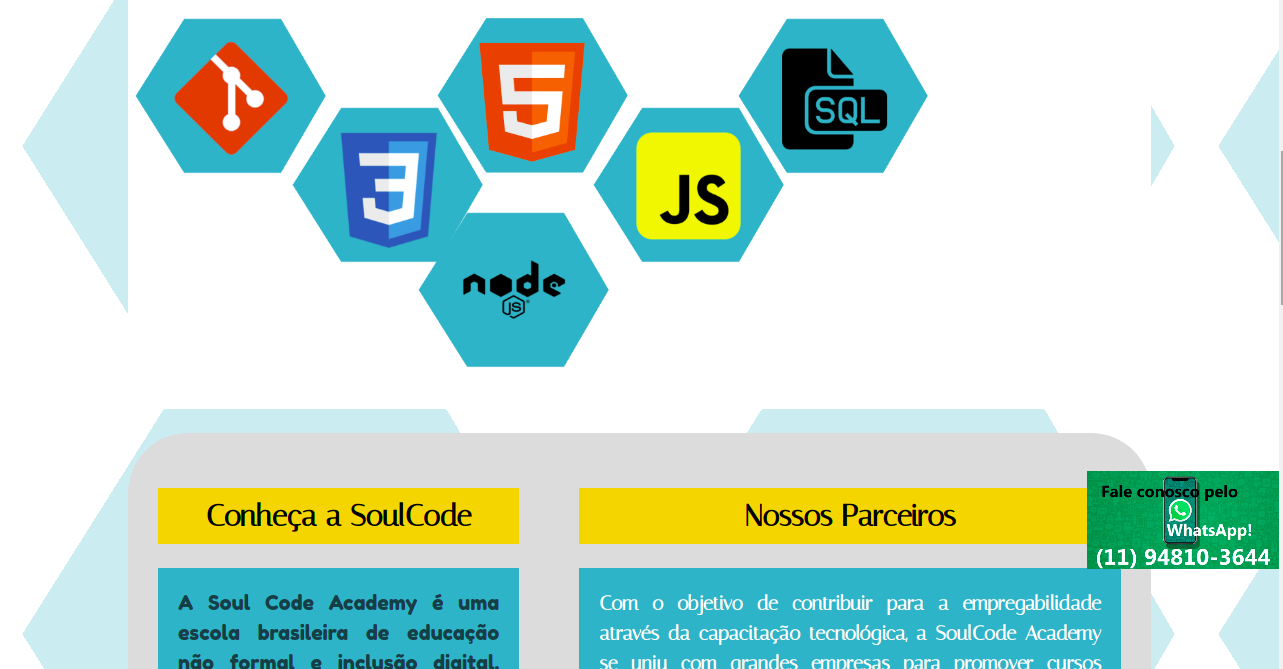 5
SQL
3
JS
node
JS
Conheça a SoulCode
Nossos Parceiros
Fale conosco pelo
WhatsApp!
(11) 94810-3644
A Soul Code Academy é uma
escola brasileira de educação
não formal e inclusão digital,
Com o objetivo de contribuir para a empregabilidade
através da capacitação tecnológica, a SoulCode Academy
se uniu com grandes empresas para promover cursos